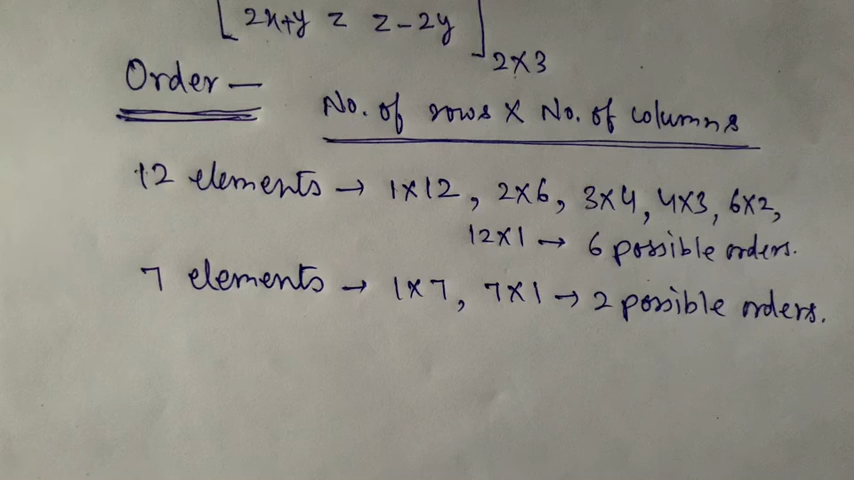 [2x+y z z-2y]2×3
Order —
No. of rows × No. of columns
12 elements → 1×12, 2×6, 3×4, 4×3, 6×2,
12×1 → 6 possible orders.
7 elements → 1×7, 7×1 → 2 possible orders.